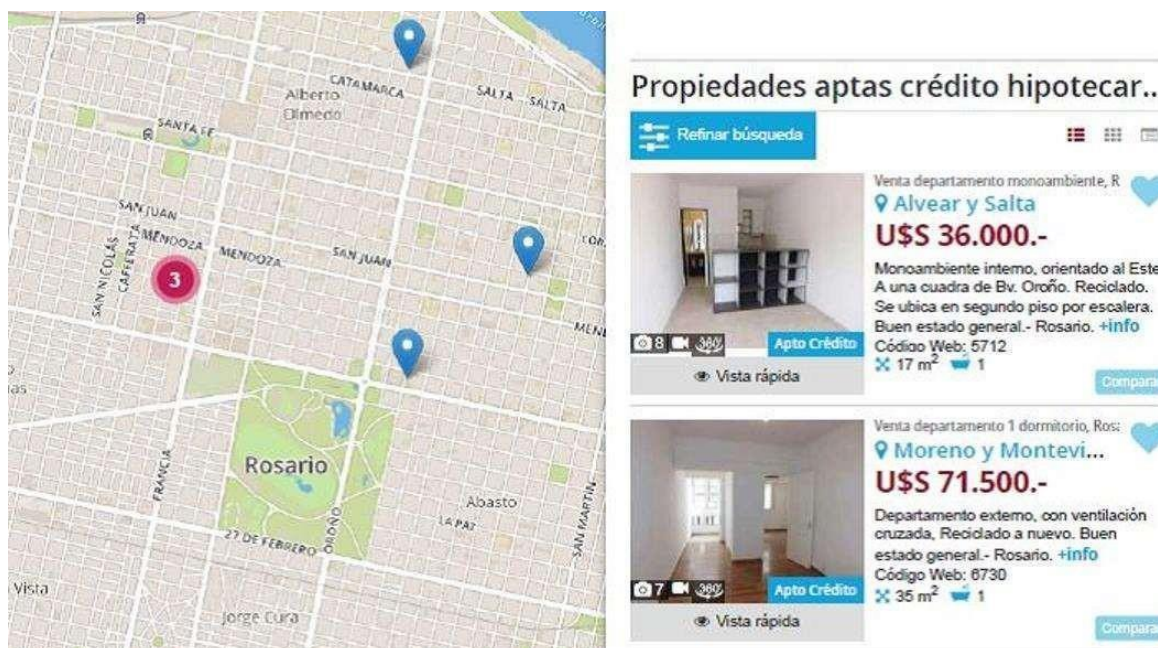 CATAMARCA
SALTA
SALTA
Alberto
Olmedo
SANTA FE
SAN JUAN
MENDOZA
MENDOZA
SAN JUAN
SAN NICOLÁS
CAFFERATA
3
Rosario
FRANCIA
Abasto
LA PAZ
27 DE FEBRERO
OROÑO
SAN MARTIN
Vista
Jorge Cura
Propiedades aptas crédito hipotecar...
Refinar búsqueda
Venta departamento monoambiente, R
Alvear y Salta
U$S 36.000.-
Monoambiente interno, orientado al Este
A una cuadra de Bv. Oroño. Reciclado.
Se ubica en segundo piso por escalera.
Buen estado general.- Rosario. +info
Código Web: 5712
17 m² 1
8 360º Apto Crédito
Vista rápida
Compara
Venta departamento 1 dormitorio, Ros
Moreno y Montevi...
U$S 71.500.-
Departamento externo, con ventilación
cruzada, Reciclado a nuevo. Buen
estado general.- Rosario. +info
Código Web: 6730
35 m² 1
7 360º Apto Crédito
Vista rápida
Compara